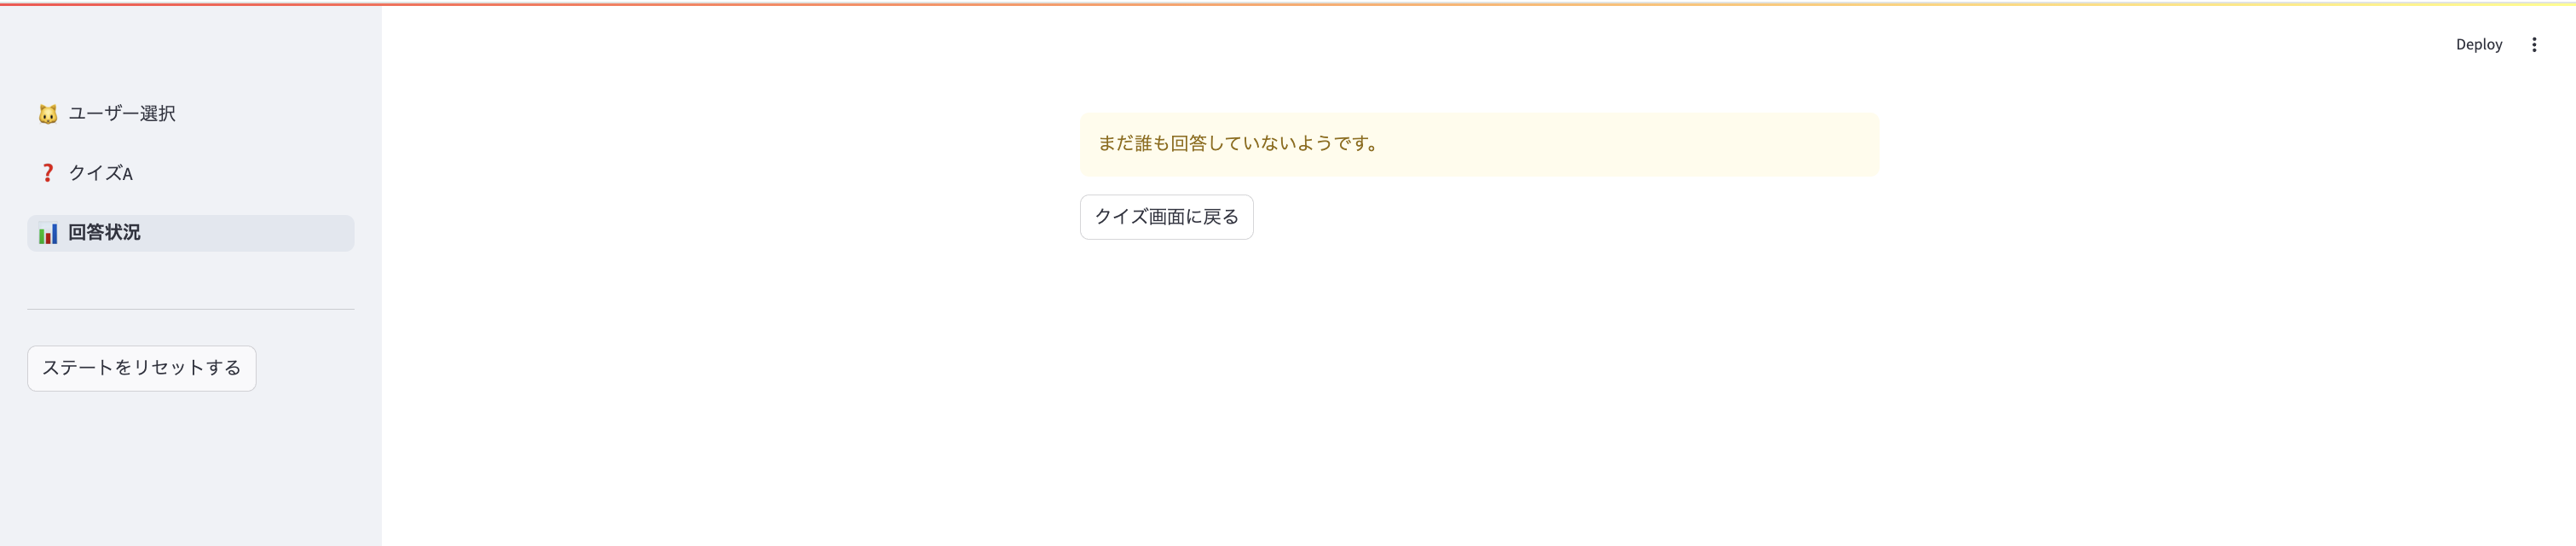 Deploy
🐱 ユーザー選択
❓ クイズA
📊 回答状況
ステートをリセットする
まだ誰も回答していないようです。
クイズ画面に戻る